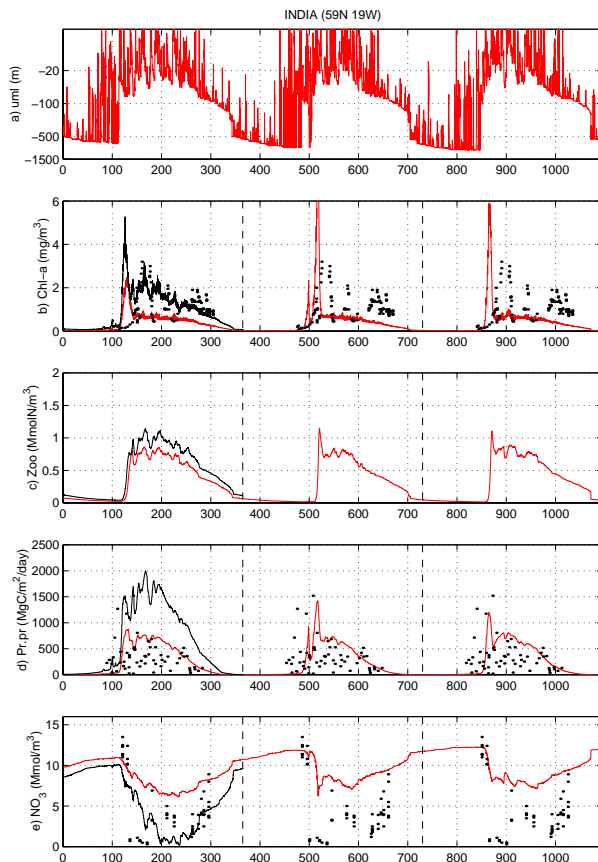 INDIA (59N 19W)
a) uml (m)
−20
−100
−500
−1500
0 100 200 300 400 500 600 700 800 900 1000
b) Chl−a (mg/m³)
6
4
2
0
0 100 200 300 400 500 600 700 800 900 1000
c) Zoo (MmolN/m³)
2
1.5
1
0.5
0
0 100 200 300 400 500 600 700 800 900 1000
d) Pr.pr (MgC/m²/day)
2500
2000
1500
1000
500
0
0 100 200 300 400 500 600 700 800 900 1000
e) NO₃ (Mmol/m³)
15
10
5
0
0 100 200 300 400 500 600 700 800 900 1000